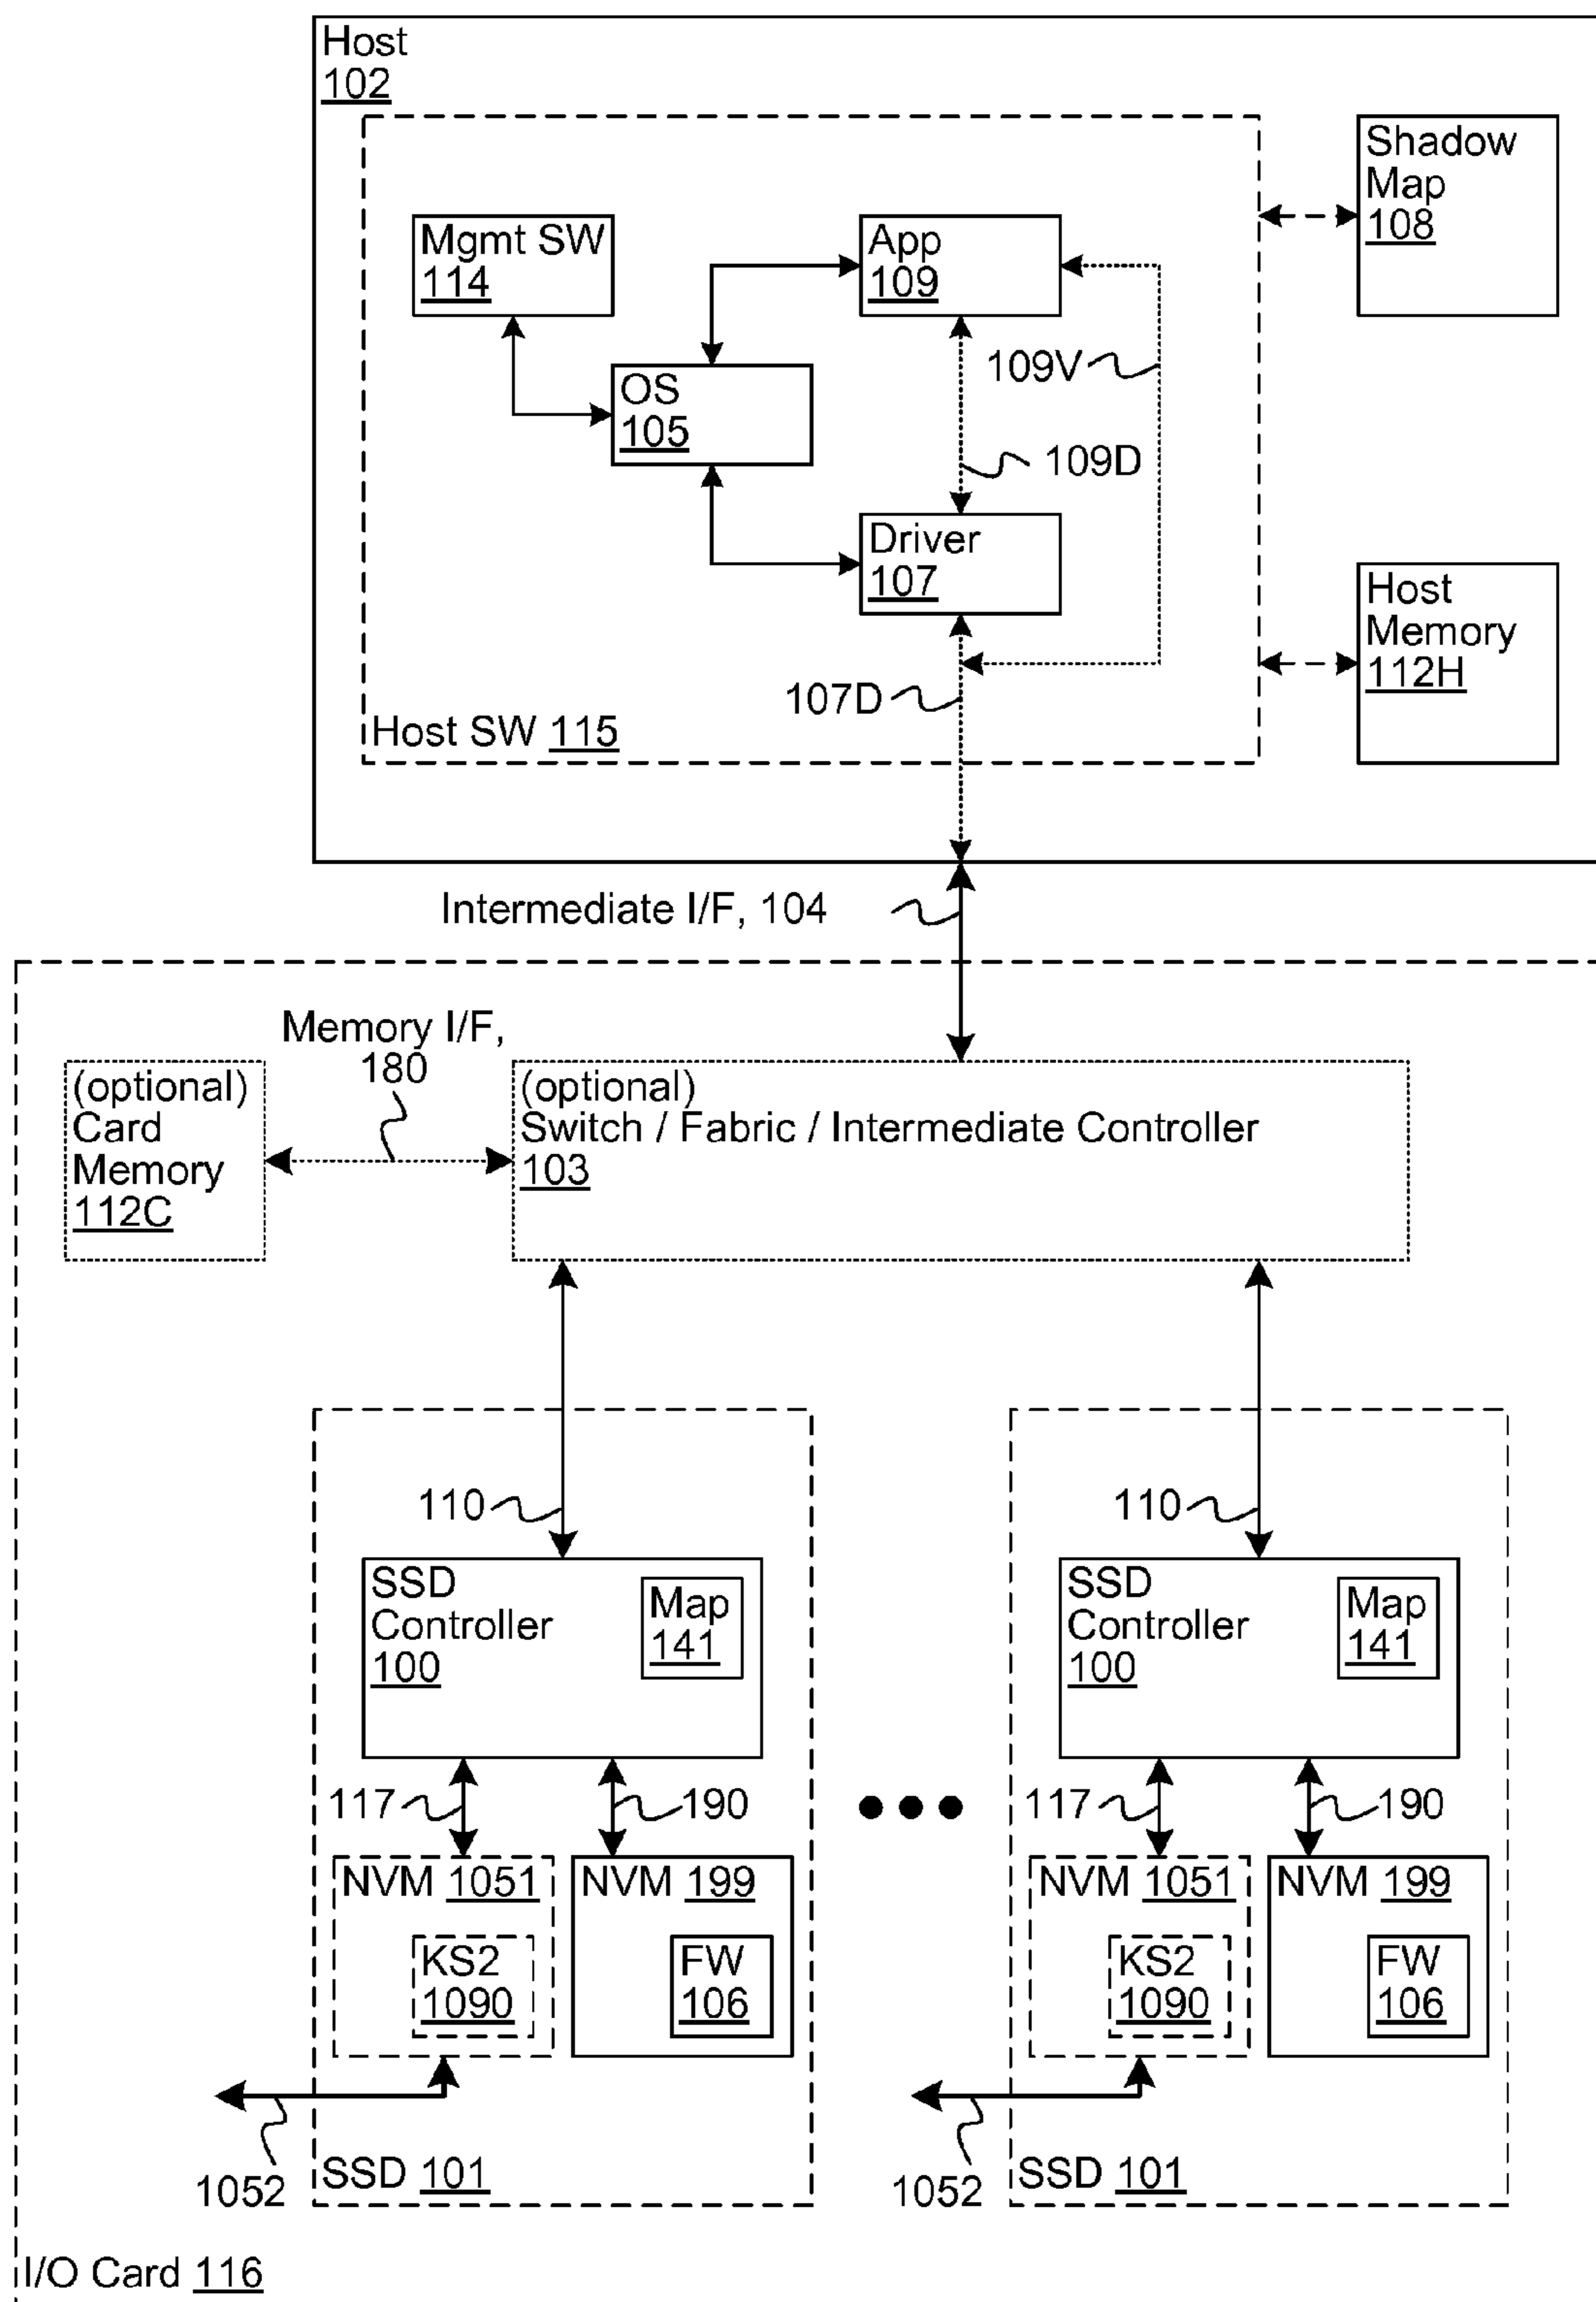 Host
102
Shadow
Map
108
Mgmt SW
114
App
109
109V
OS
105
109D
Driver
107
Host
Memory
112H
107D
Host SW 115
Intermediate I/F, 104
Memory I/F,
180
(optional)
Card
Memory
112C
(optional)
Switch / Fabric / Intermediate Controller
103
110
110
SSD
Controller
100
Map
141
SSD
Controller
100
Map
141
117
190
117
190
NVM 1051
NVM 199
NVM 1051
NVM 199
KS2
1090
FW
106
KS2
1090
FW
106
1052
SSD 101
1052
SSD 101
I/O Card 116